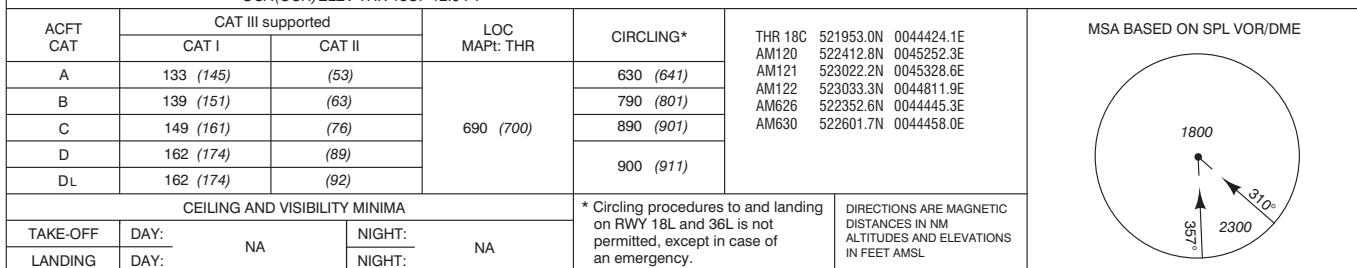 ACFT CAT | CAT III supported | LOC MAPt: THR | CIRCLING*
CAT I | CAT II
A | 133 (145) | (53) | 690 (700) | 630 (641)
B | 139 (151) | (63) | 790 (801)
C | 149 (161) | (76) | 890 (901)
D | 162 (174) | (89) | 900 (911)
DL | 162 (174) | (92)
THR 18C 521953.0N 0044424.1E
AM120 522412.8N 0045252.3E
AM121 523022.2N 0045328.6E
AM122 523033.3N 0044811.9E
AM626 522352.6N 0044445.3E
AM630 522601.7N 0044458.0E
CEILING AND VISIBILITY MINIMA
TAKE-OFF | DAY: | NA | NIGHT: | NA
LANDING | DAY: | NIGHT:
* Circling procedures to and landing
on RWY 18L and 36L is not
permitted, except in case of
an emergency.
DIRECTIONS ARE MAGNETIC
DISTANCES IN NM
ALTITUDES AND ELEVATIONS
IN FEET AMSL
MSA BASED ON SPL VOR/DME
1800
310°
357°
2300